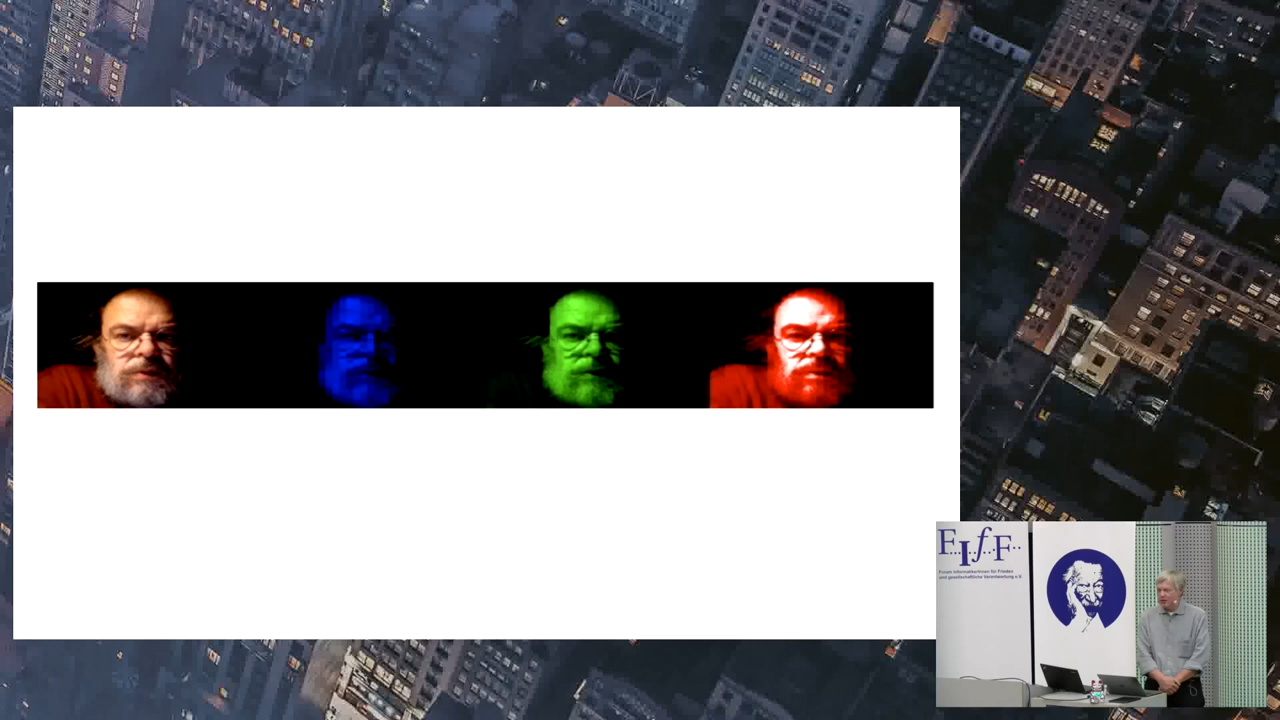 F..I..f..F..
Forum InformatikerInnen für Frieden
und gesellschaftliche Verantwortung e.V.